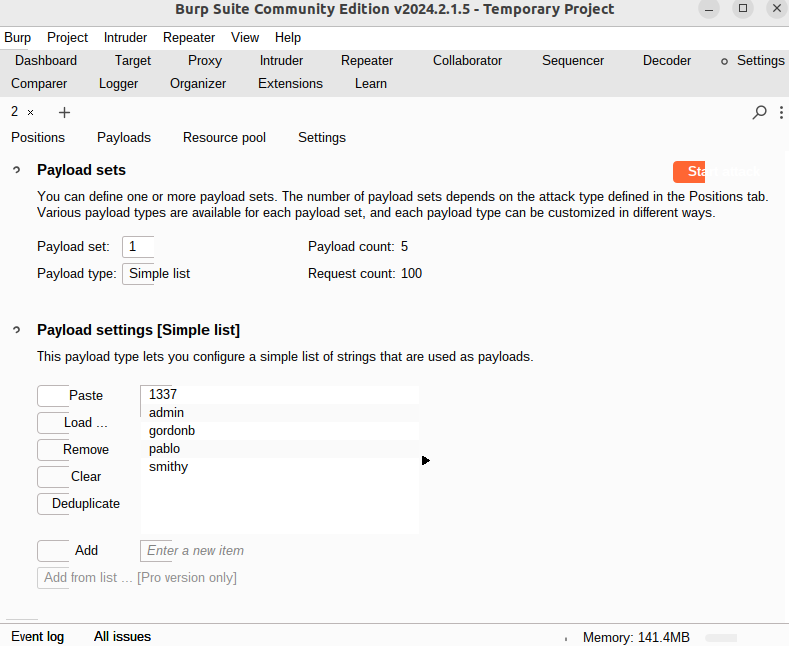 Burp Suite Community Edition v2024.2.1.5 - Temporary Project
Burp Project Intruder Repeater View Help
Dashboard Target Proxy Intruder Repeater Collaborator Sequencer Decoder Settings
Comparer Logger Organizer Extensions Learn
2 × +
Positions Payloads Resource pool Settings
? Payload sets
You can define one or more payload sets. The number of payload sets depends on the attack type defined in the Positions tab.
Various payload types are available for each payload set, and each payload type can be customized in different ways.
Payload set: 1 Payload count: 5
Payload type: Simple list Request count: 100
? Payload settings [Simple list]
This payload type lets you configure a simple list of strings that are used as payloads.
Paste
Load ...
Remove
Clear
Deduplicate
1337
admin
gordonb
pablo
smithy
Add Enter a new item
Add from list ... [Pro version only]
Event log All issues Memory: 141.4MB